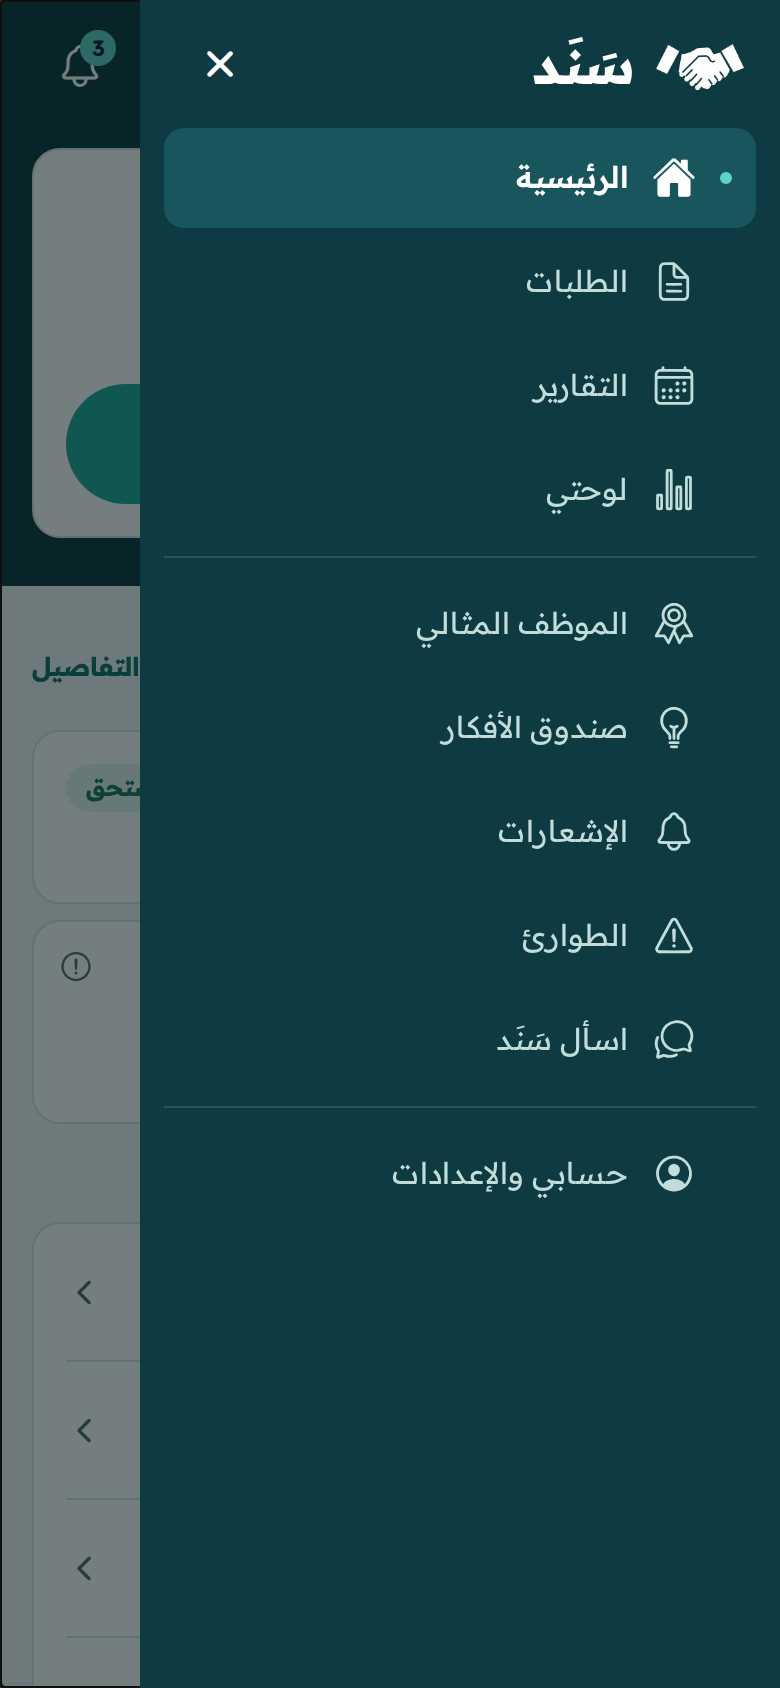 سَنَد
3
الرئيسية
الطلبات
التقارير
لوحتي
الموظف المثالي
التفاصيل
صندوق الأفكار
الإشعارات
الطوارئ
اسأل سَنَد
حسابي والإعدادات